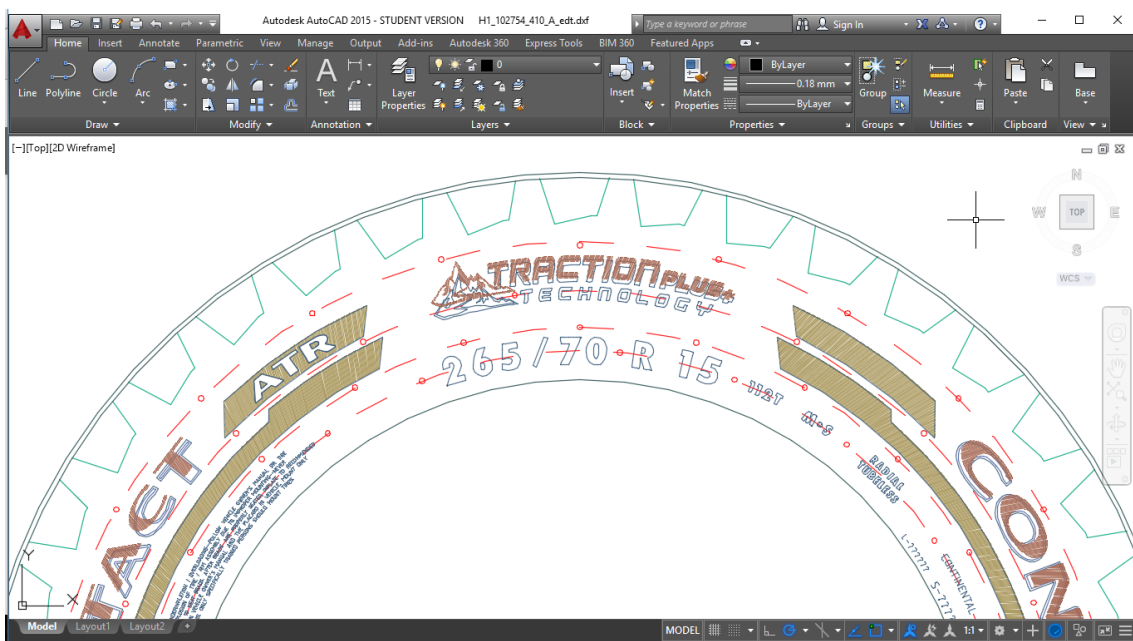 Autodesk AutoCAD 2015 - STUDENT VERSION H1_102754_410_A_edt.dxf
Type a keyword or phrase
Sign In
Home Insert Annotate Parametric View Manage Output Add-ins Autodesk 360 Express Tools BIM 360 Featured Apps
Line Polyline Circle Arc
Text
Layer Properties
0
Insert
Match Properties
ByLayer
0.18 mm
ByLayer
Group
Measure
Paste
Base
Draw Modify Annotation Layers Block Properties Groups Utilities Clipboard View
[−][Top][2D Wireframe]
N
W TOP E
S
WCS
TRACTION PLUS+
TECHNOLOGY
ATR
265/70 R 15 112T M+S
RADIAL
TUBELESS
TACT
CON
L-??????
CONTINENTAL
Y
X
Model Layout1 Layout2 +
MODEL
1:1